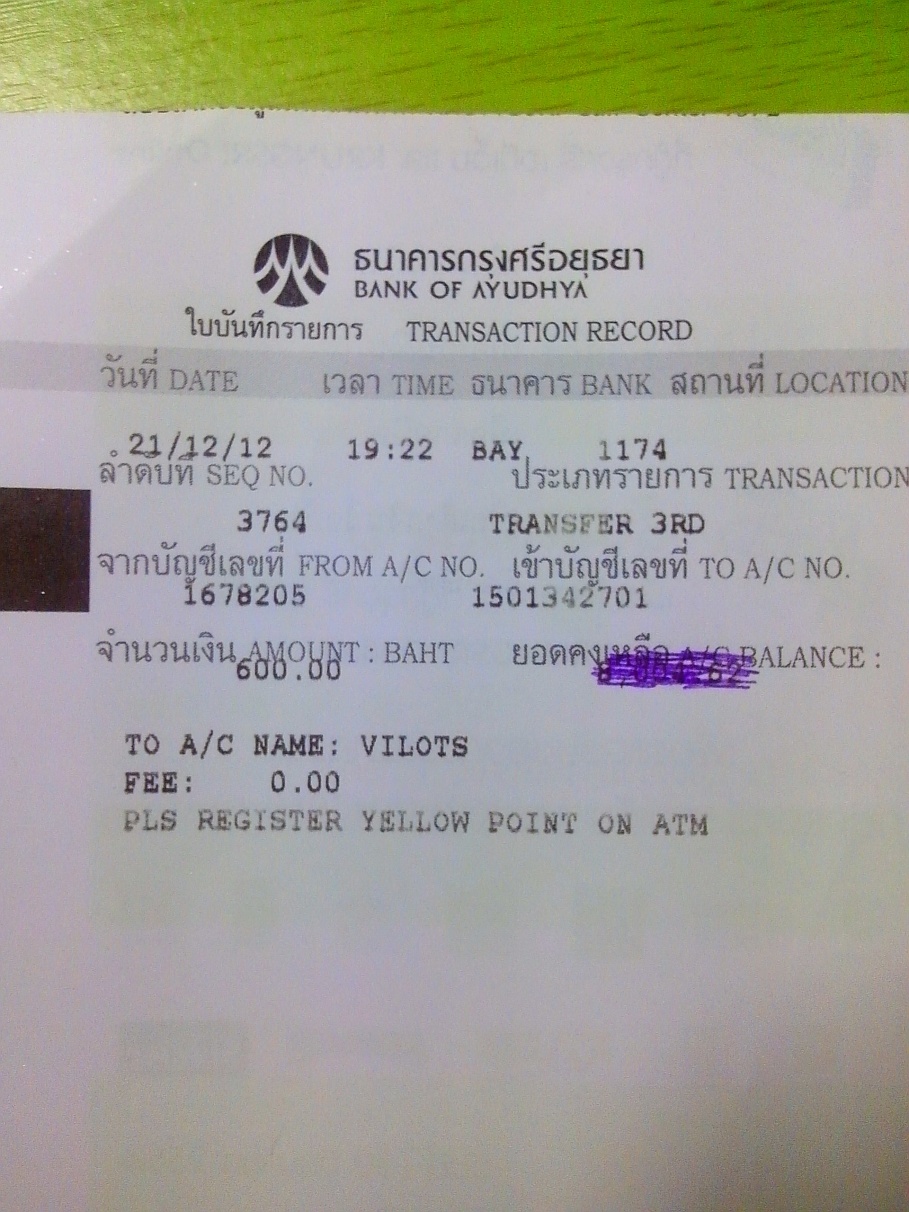 ธนาคารกรุงศรีอยุธยา
BANK OF AYUDHYA
ใบบันทึกรายการ TRANSACTION RECORD
วันที่ DATE เวลา TIME ธนาคาร BANK สถานที่ LOCATION
21/12/12 19:22 BAY 1174
ลำดับที่ SEQ NO. ประเภทรายการ TRANSACTION
3764 TRANSFER 3RD
จากบัญชีเลขที่ FROM A/C NO. เข้าบัญชีเลขที่ TO A/C NO.
1678205 1501342701
จำนวนเงิน AMOUNT : BAHT ยอดคงเหลือ A/C BALANCE :
600.00
TO A/C NAME: VILOTS
FEE: 0.00
PLS REGISTER YELLOW POINT ON ATM